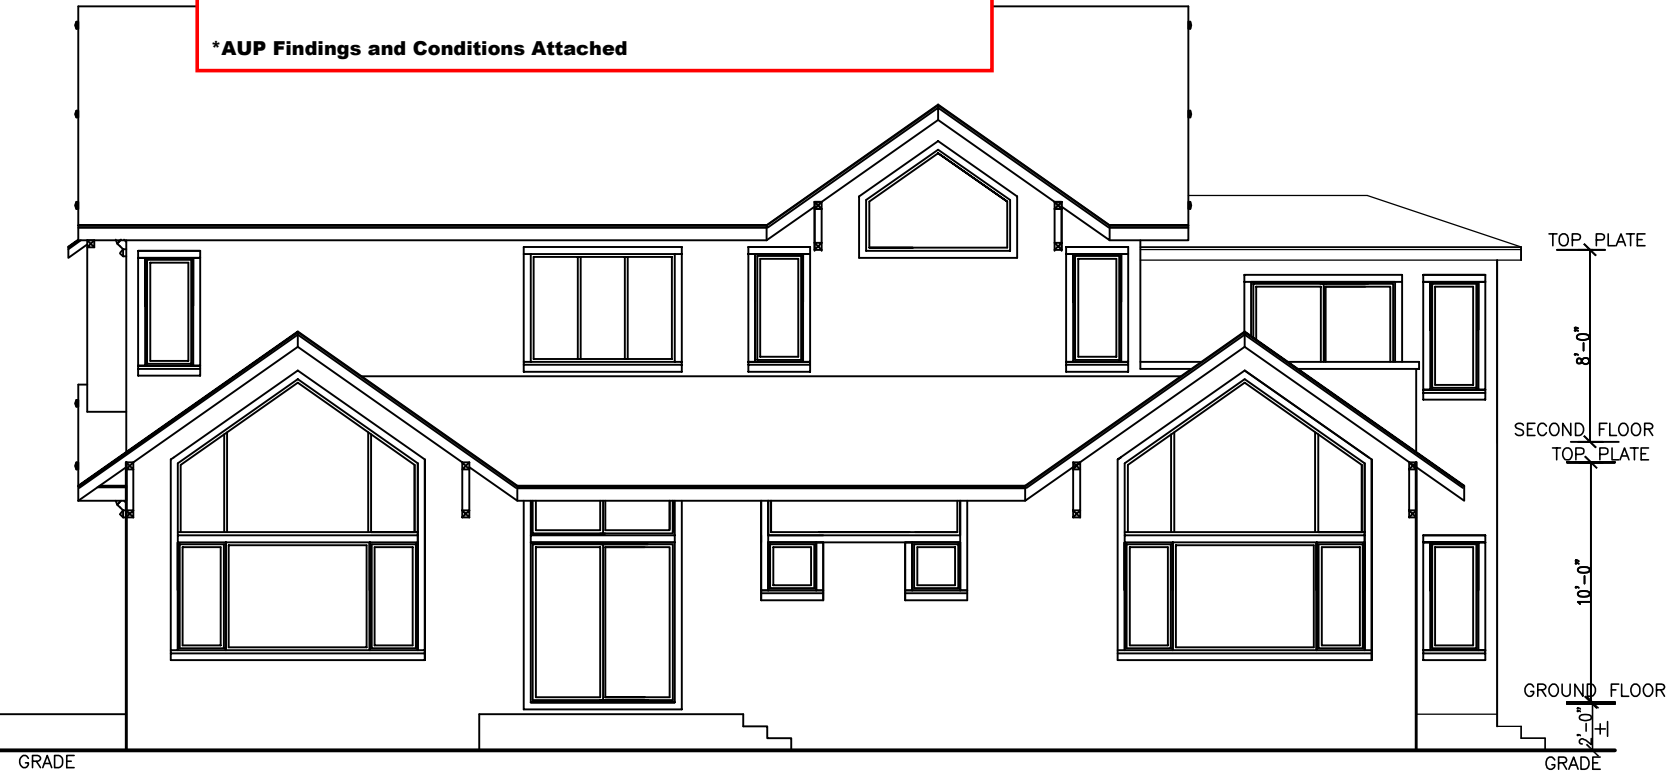 *AUP Findings and Conditions Attached
TOP PLATE
8'-0"
SECOND FLOOR
TOP PLATE
10'-0"
GROUND FLOOR
2'-0"
+|
GRADE
GRADE